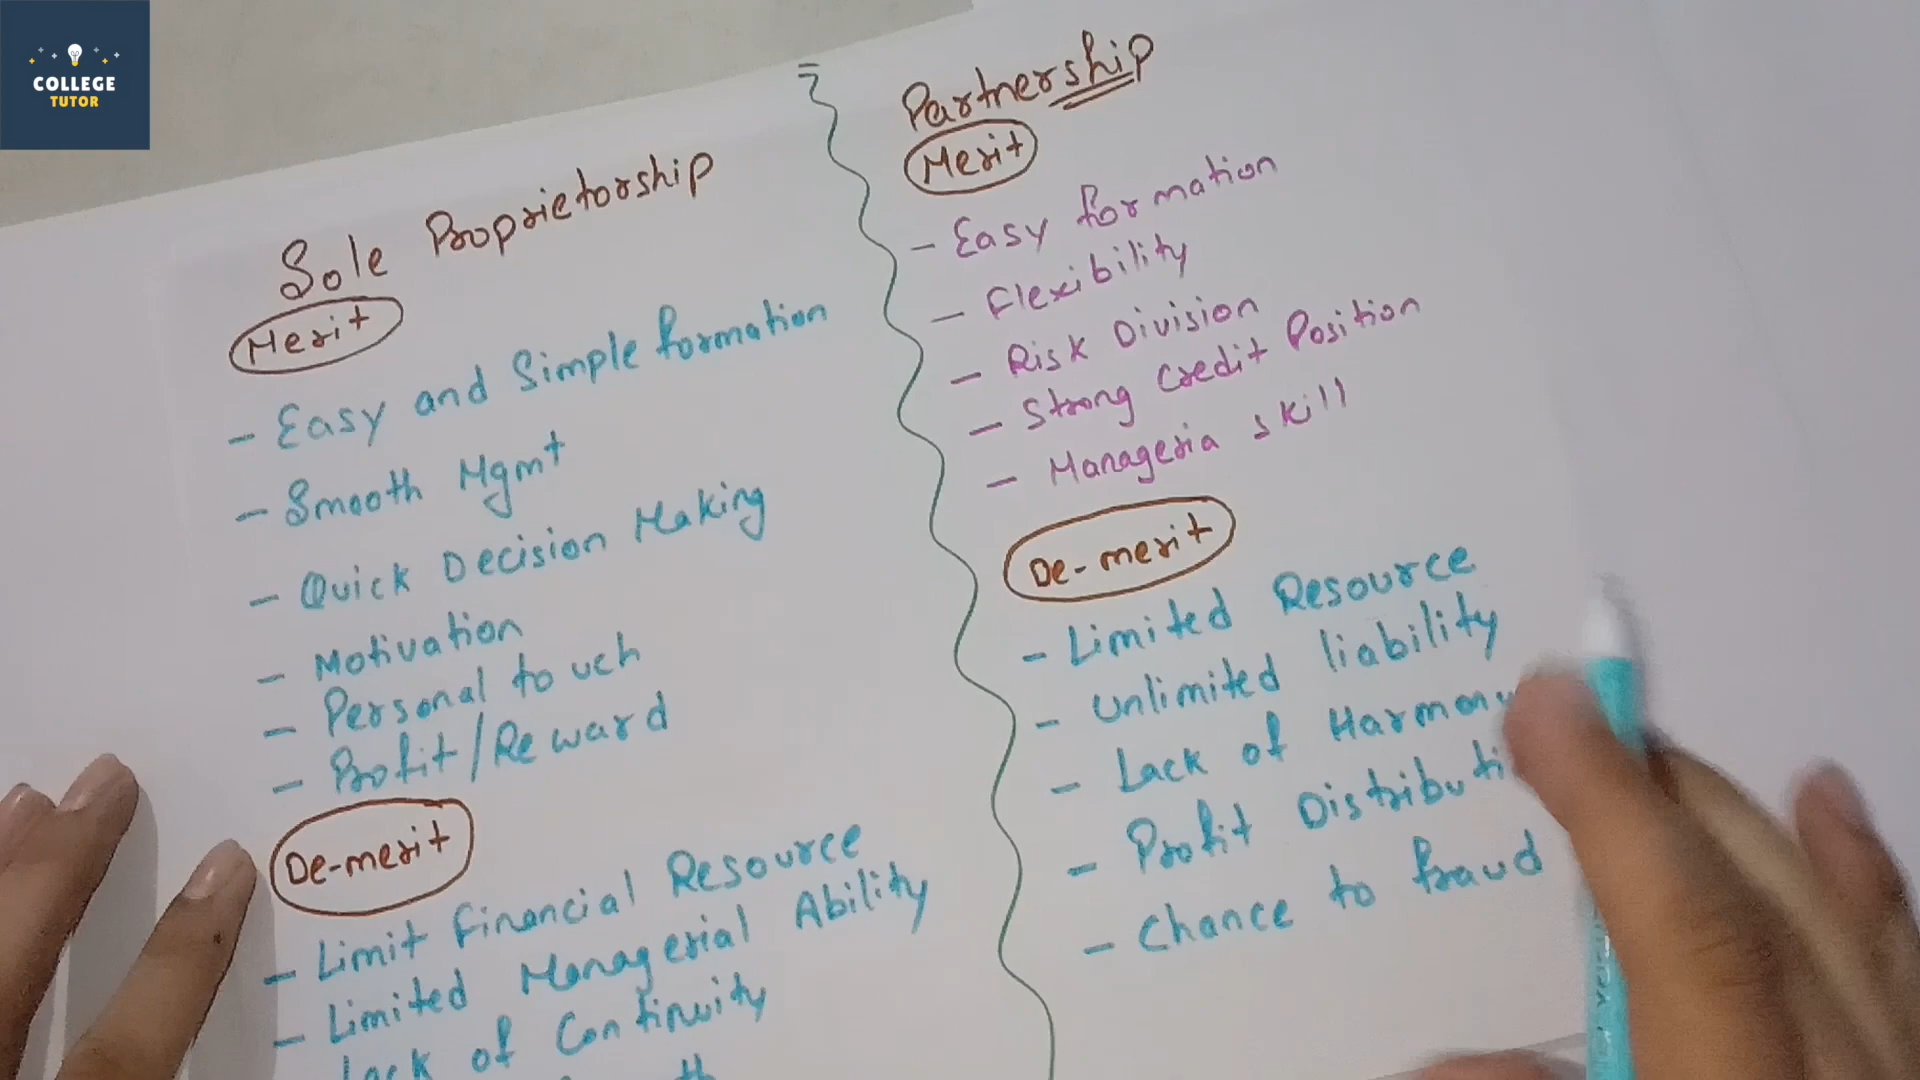 COLLEGE
TUTOR
Sole Proprietorship
Merit
- Easy and Simple formation
- Smooth Mgmt
- Quick Decision Making
- Motivation
- Personal touch
- Profit/Reward
De-merit
- Limit Financial Resource
- Limited Managerial Ability
Lack of Continuity
Partnership
Merit
- Easy formation
- Flexibility
- Risk Division
- Strong Credit Position
- Manageria skill
De-merit
- Limited Resource
- Unlimited liability
- Lack of Harmony
- Profit Distributi
- Chance to fraud